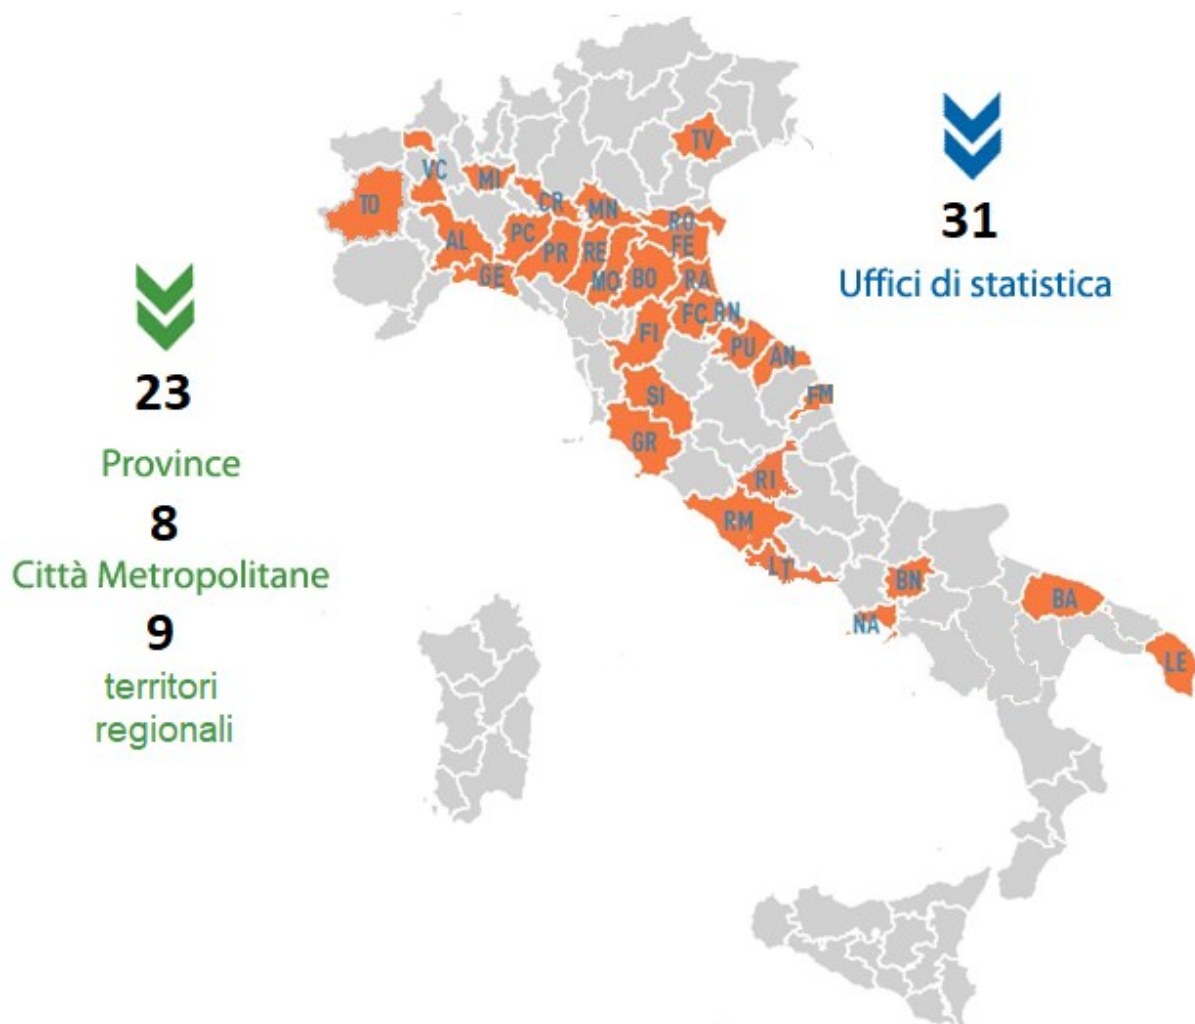 31
Uffici di statistica
23
Province
8
Città Metropolitane
9
territori
regionali
TV
VC
MI
TO
CR
MN
RO
AL
PC
PR
RE
FE
GE
MO
BO
RA
FC
RN
FI
PU
AN
SI
FM
GR
RI
RM
LT
BN
BA
NA
LE